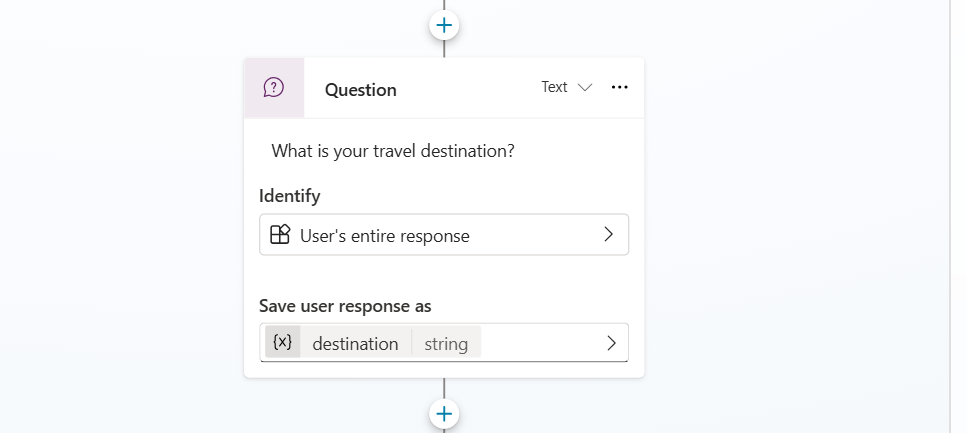 Question Text
What is your travel destination?
Identify
User's entire response
Save user response as
{x} destination string